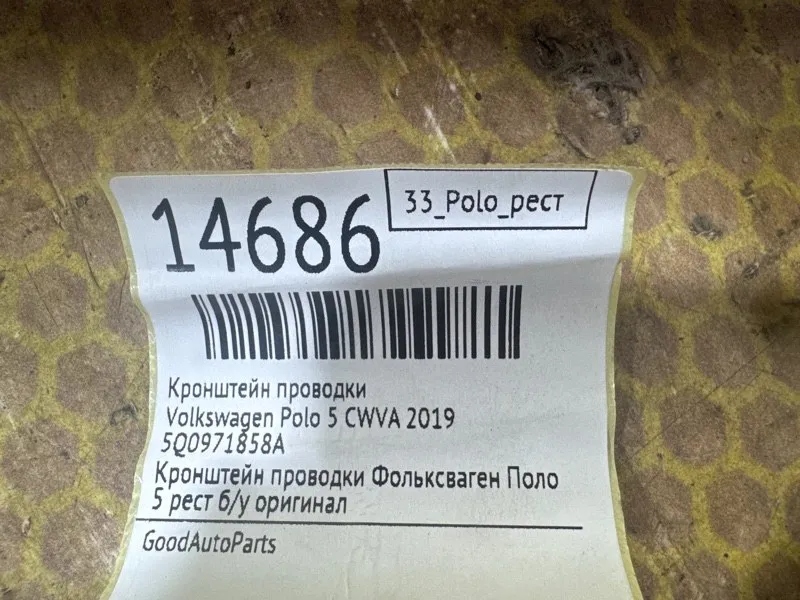 14686
33_Polo_рест
Кронштейн проводки
Volkswagen Polo 5 CWVA 2019
5Q0971858A
Кронштейн проводки Фольксваген Поло
5 рест б/у оригинал
GoodAutoParts